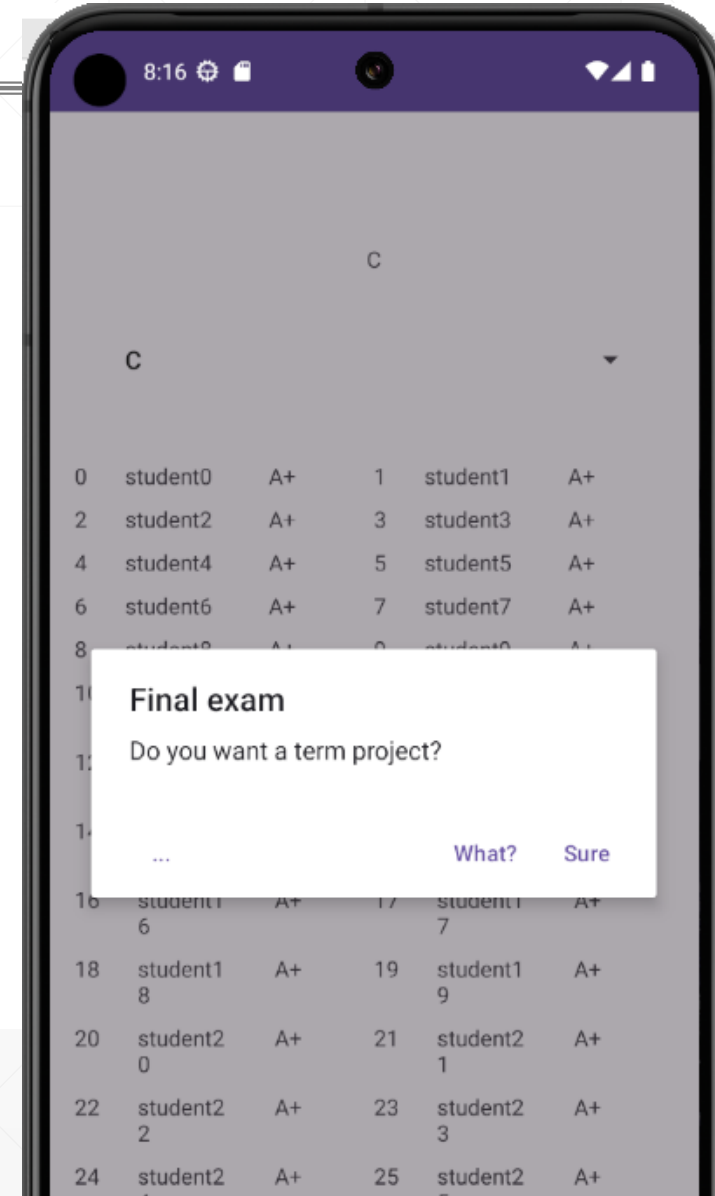 8:16
C
C
0 student0 A+ 1 student1 A+
2 student2 A+ 3 student3 A+
4 student4 A+ 5 student5 A+
6 student6 A+ 7 student7 A+
8
Final exam
Do you want a term project?
... What? Sure
16 student1 A+ 17 student1 A+
6 7
18 student1 A+ 19 student1 A+
8 9
20 student2 A+ 21 student2 A+
0 1
22 student2 A+ 23 student2 A+
2 3
24 student2 A+ 25 student2 A+